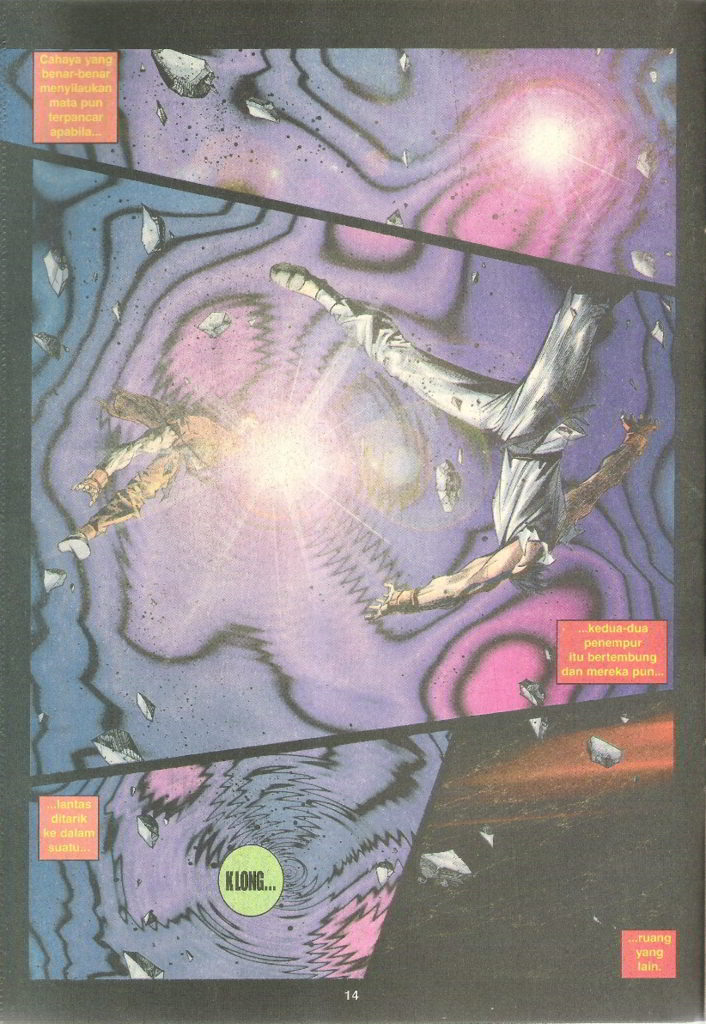 Cahaya yang
benar-benar
menyilaukan
mata pun
terpancar
apabila...
...kedua-dua
penempur
itu bertembung
dan mereka pun...
...lantas
ditarik
ke dalam
suatu...
KLONG...
...ruang
yang
lain.
14